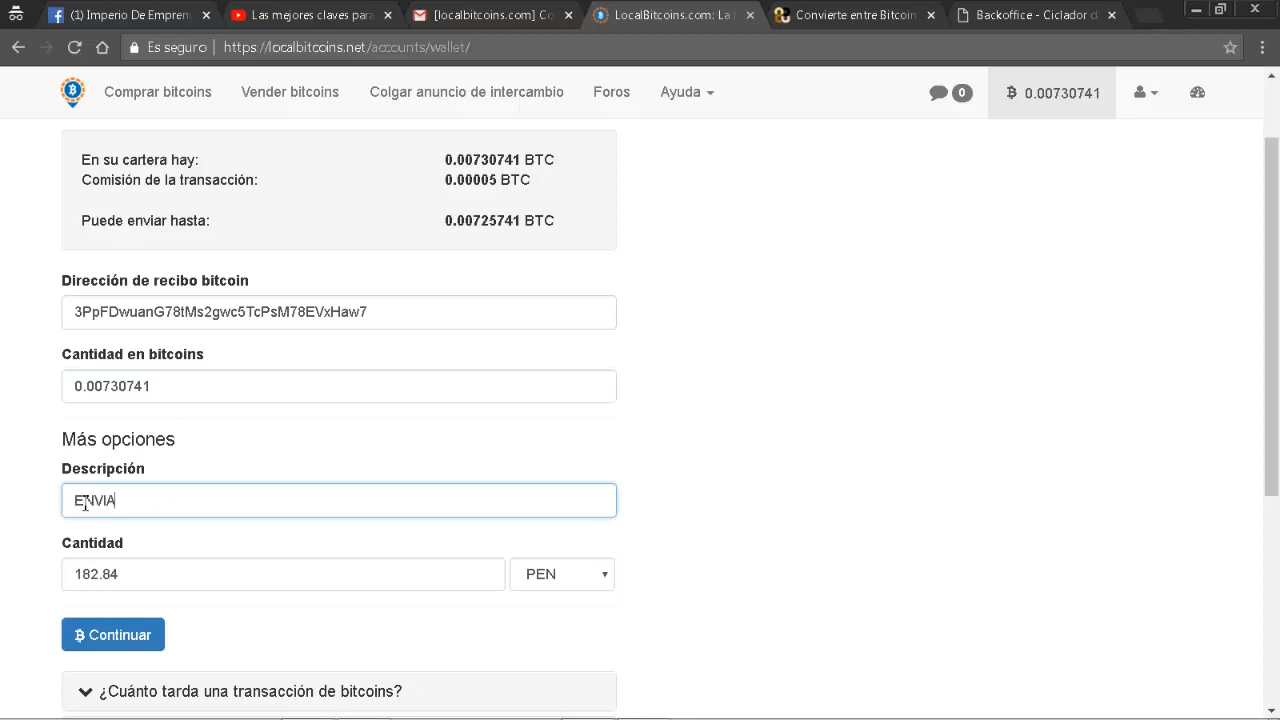 (1) Imperio De Empren
Las mejores claves para
[localbitcoins.com] Co
LocalBitcoins.com: La
Convierte entre Bitcoin
Backoffice - Ciclador d
Es seguro
https://localbitcoins.net/accounts/wallet/
Comprar bitcoins
Vender bitcoins
Colgar anuncio de intercambio
Foros
Ayuda
0
0.00730741
En su cartera hay: 0.00730741 BTC
Comisión de la transacción: 0.00005 BTC
Puede enviar hasta: 0.00725741 BTC
Dirección de recibo bitcoin
3PpFDwuanG78tMs2gwc5TcPsM78EVxHaw7
Cantidad en bitcoins
0.00730741
Más opciones
Descripción
ENVIA
Cantidad
182.84 PEN
Continuar
¿Cuánto tarda una transacción de bitcoins?